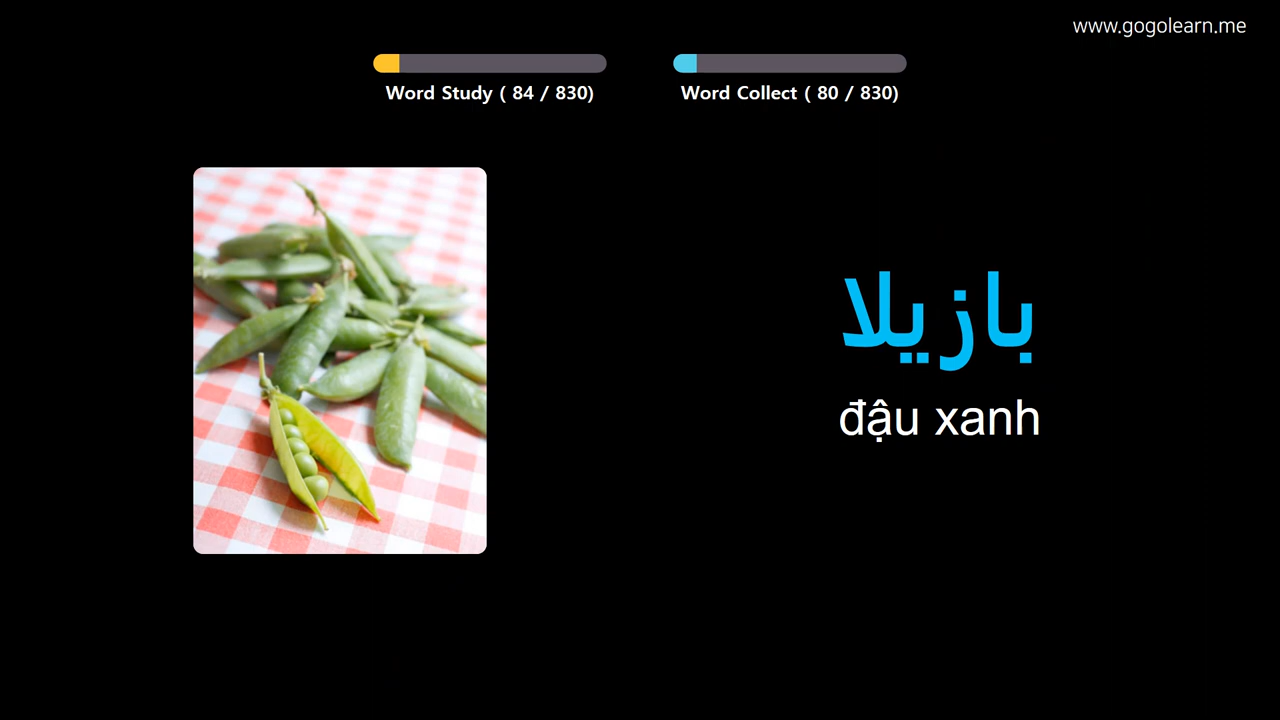 www.gogolearn.me
Word Study ( 84 / 830)
Word Collect ( 80 / 830)
بازيلا
đậu xanh